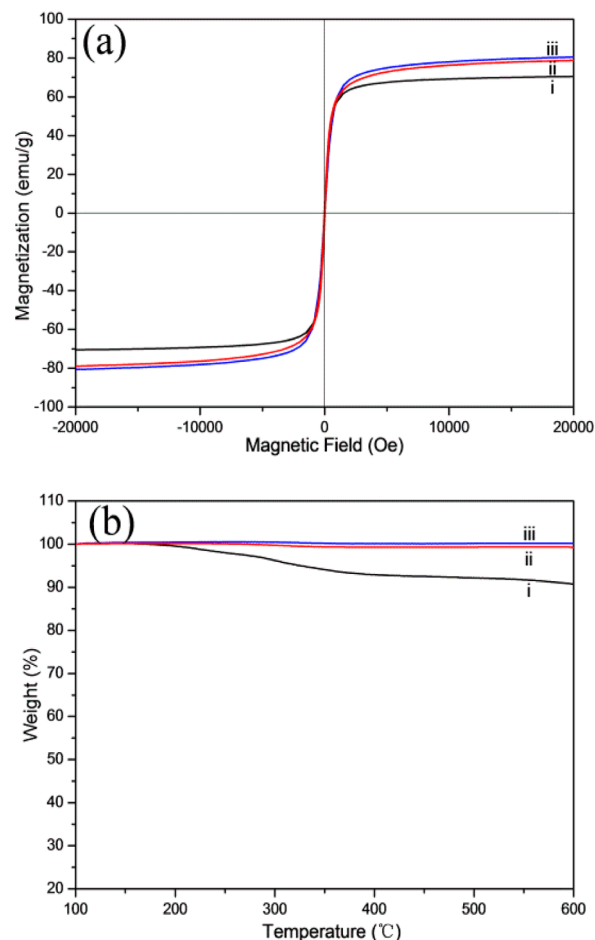 (a)
100
80
60
40
20
0
-20
-40
-60
-80
-100
iii
ii
i
Magnetization (emu/g)
-20000 -10000 0 10000 20000
Magnetic Field (Oe)
(b)
110
100
90
80
70
60
50
40
30
20
iii
ii
i
Weight (%)
100 200 300 400 500 600
Temperature (℃)